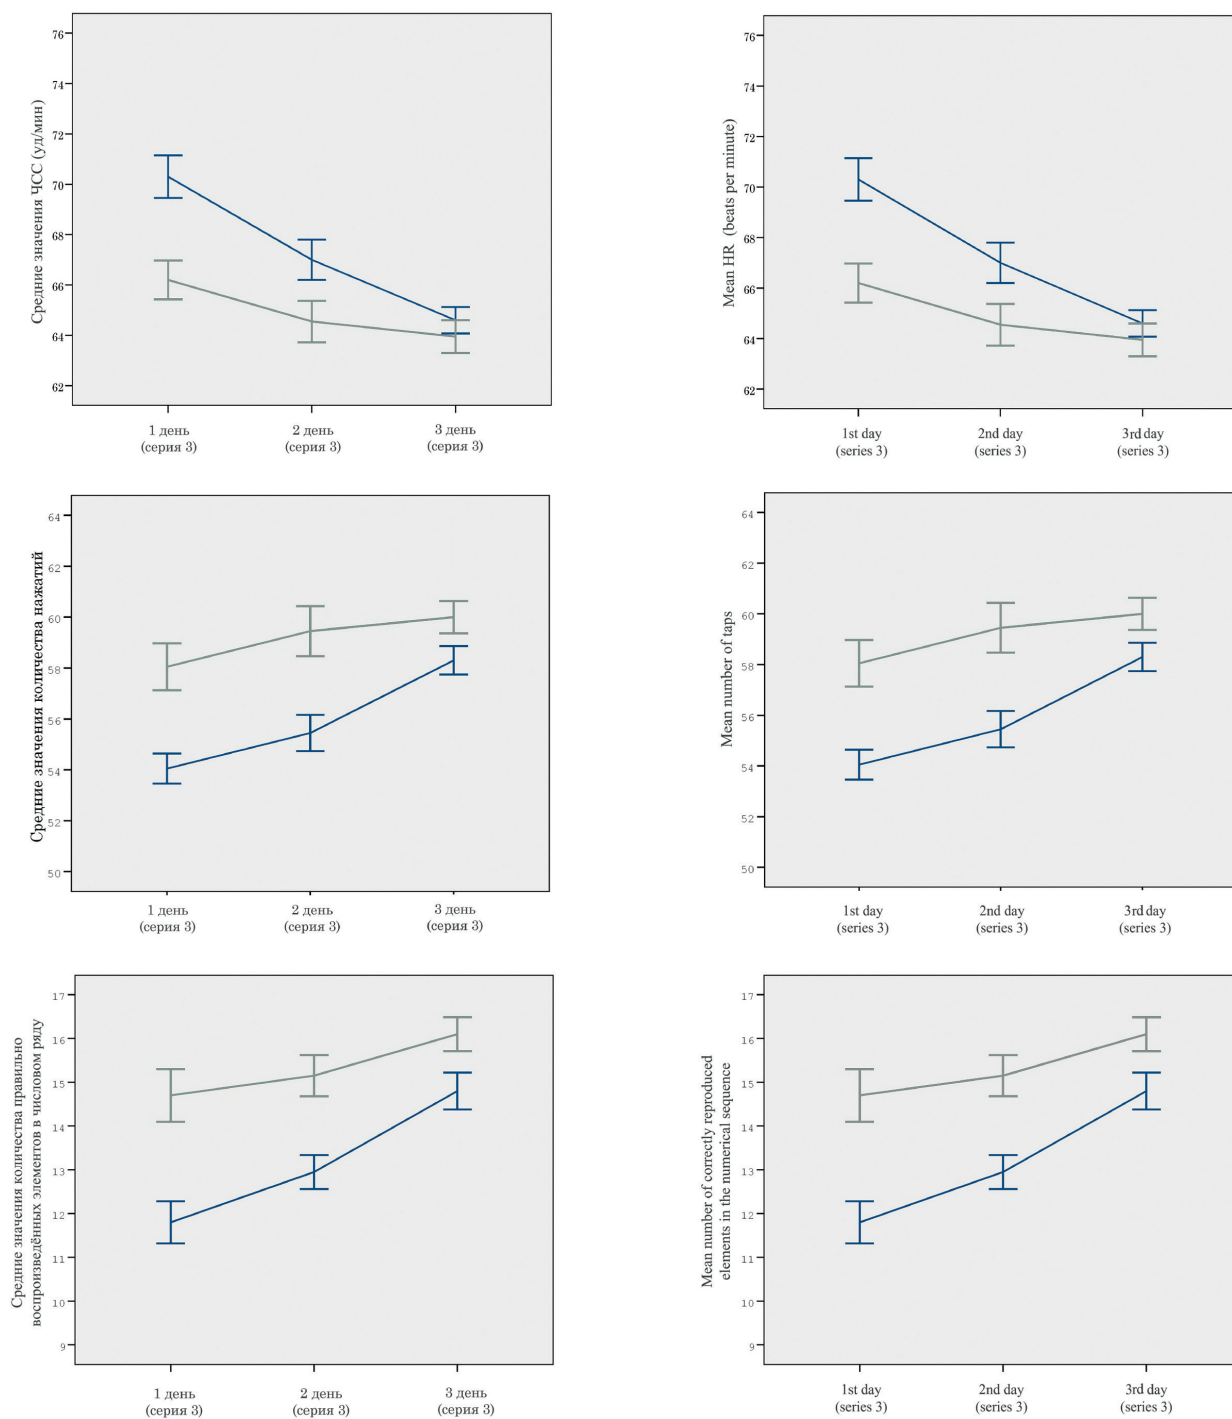 Средние значения ЧСС (уд/мин)
76
74
72
70
68
66
64
62
1 день
(серия 3)
2 день
(серия 3)
3 день
(серия 3)
Mean HR (beats per minute)
76
74
72
70
68
66
64
62
1st day
(series 3)
2nd day
(series 3)
3rd day
(series 3)
Средние значения количества нажатий
64
62
60
58
56
54
52
50
1 день
(серия 3)
2 день
(серия 3)
3 день
(серия 3)
Mean number of taps
64
62
60
58
56
54
52
50
1st day
(series 3)
2nd day
(series 3)
3rd day
(series 3)
Средние значения количества правильно
воспроизведённых элементов в числовом ряду
17
16
15
14
13
12
11
10
9
1 день
(серия 3)
2 день
(серия 3)
3 день
(серия 3)
Mean number of correctly reproduced
elements in the numerical sequence
17
16
15
14
13
12
11
10
9
1st day
(series 3)
2nd day
(series 3)
3rd day
(series 3)